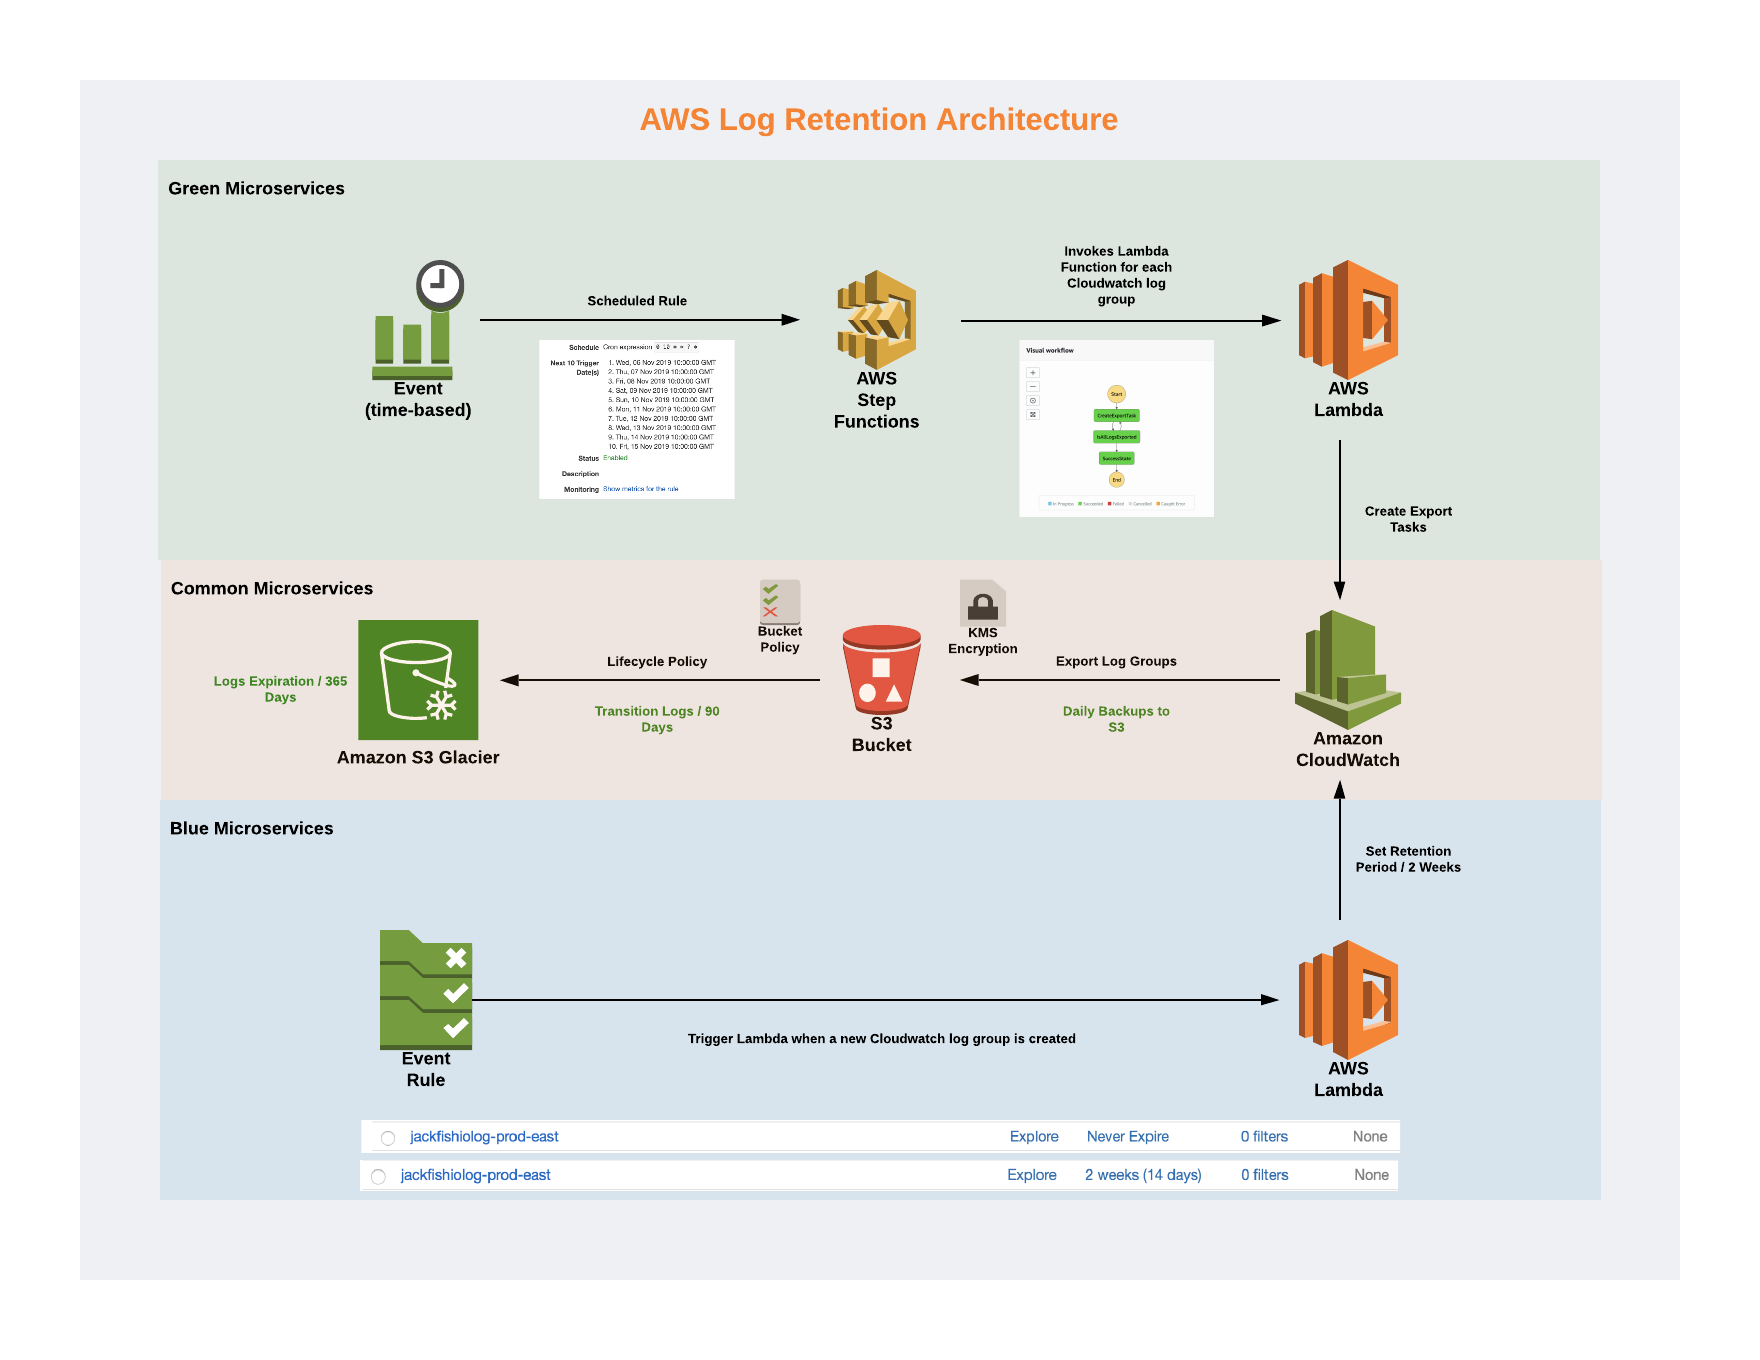 AWS Log Retention Architecture
Green Microservices
Event
(time-based)
Scheduled Rule
Schedule Cron expression
Next 10 Trigger
Date(s)
1. Wed, 06 Nov 2019 10:00:00 GMT
2. Thu, 07 Nov 2019 10:00:00 GMT
3. Fri, 08 Nov 2019 10:00:00 GMT
4. Sat, 09 Nov 2019 10:00:00 GMT
5. Sun, 10 Nov 2019 10:00:00 GMT
6. Mon, 11 Nov 2019 10:00:00 GMT
7. Tue, 12 Nov 2019 10:00:00 GMT
8. Wed, 13 Nov 2019 10:00:00 GMT
9. Thu, 14 Nov 2019 10:00:00 GMT
10. Fri, 15 Nov 2019 10:00:00 GMT
Status Enabled
Description
Monitoring Show metrics for the rule
AWS
Step
Functions
Invokes Lambda
Function for each
Cloudwatch log
group
Visual workflow
Start
CreateExportTask
IsAllLogsExported
SuccessState
End
In Progress Succeeded Failed Cancelled Caught Error
AWS
Lambda
Create Export
Tasks
Common Microservices
Logs Expiration / 365
Days
Amazon S3 Glacier
Lifecycle Policy
Transition Logs / 90
Days
Bucket
Policy
S3
Bucket
KMS
Encryption
Export Log Groups
Daily Backups to
S3
Amazon
CloudWatch
Blue Microservices
Set Retention
Period / 2 Weeks
Event
Rule
Trigger Lambda when a new Cloudwatch log group is created
AWS
Lambda
jackfishiolog-prod-east Explore Never Expire 0 filters None
jackfishiolog-prod-east Explore 2 weeks (14 days) 0 filters None